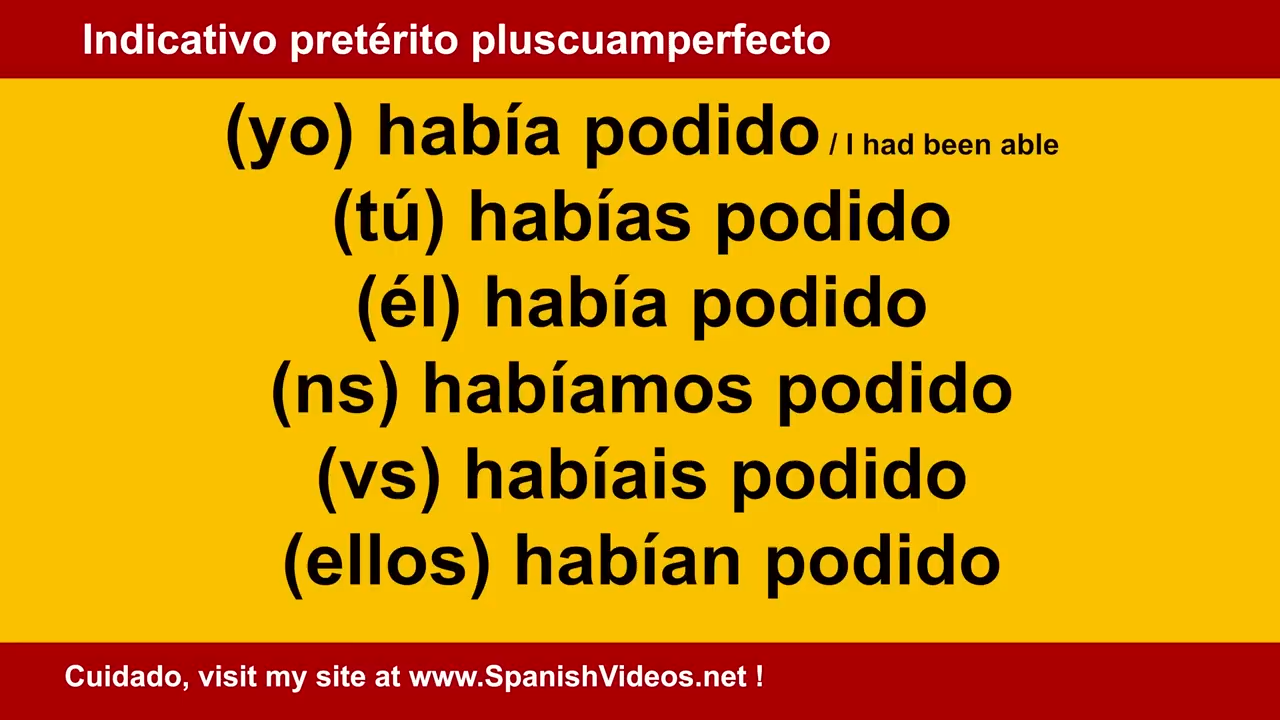 Indicativo pretérito pluscuamperfecto
(yo) había podido / I had been able
(tú) habías podido
(él) había podido
(ns) habíamos podido
(vs) habíais podido
(ellos) habían podido
Cuidado, visit my site at www.SpanishVideos.net !